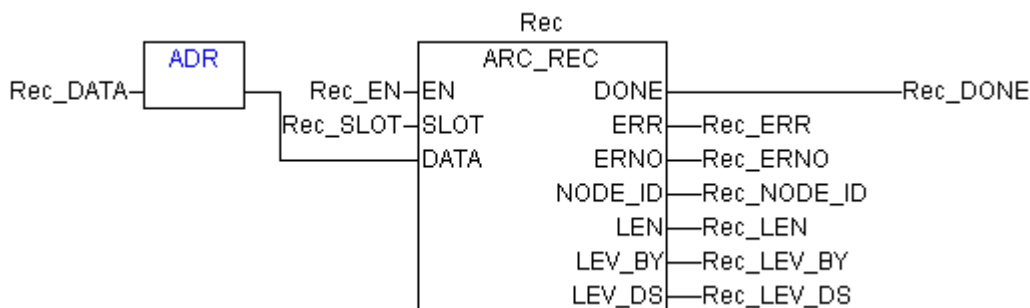 Rec
ADR ARC_REC
Rec_DATA Rec_EN EN DONE Rec_DONE
Rec_SLOT SLOT ERR Rec_ERR
DATA ERNO Rec_ERNO
NODE_ID Rec_NODE_ID
LEN Rec_LEN
LEV_BY Rec_LEV_BY
LEV_DS Rec_LEV_DS